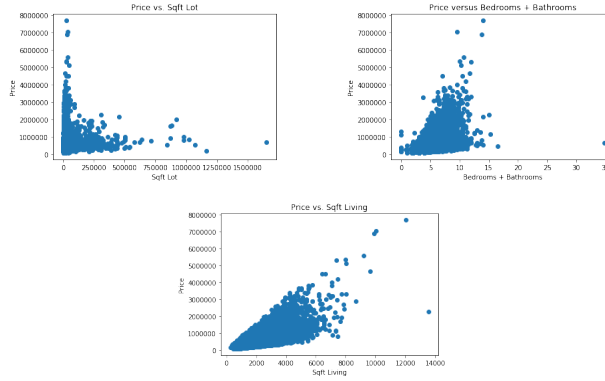 Price vs. Sqft Lot
8000000
7000000
6000000
5000000
4000000
3000000
2000000
1000000
0
Price
0 250000 500000 750000 1000000 1250000 1500000
Sqft Lot
Price versus Bedrooms + Bathrooms
8000000
7000000
6000000
5000000
4000000
3000000
2000000
1000000
0
Price
0 5 10 15 20 25 30 35
Bedrooms + Bathrooms
Price vs. Sqft Living
8000000
7000000
6000000
5000000
4000000
3000000
2000000
1000000
0
Price
0 2000 4000 6000 8000 10000 12000 14000
Sqft Living